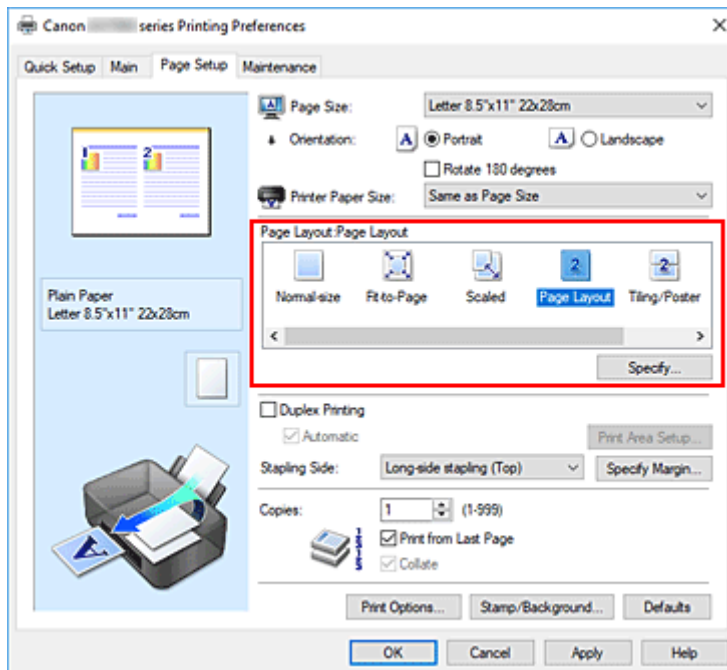 Canon series Printing Preferences
Quick Setup Main Page Setup Maintenance
1 2
Page Size: Letter 8.5"x11" 22x28cm
Orientation: A Portrait A Landscape
Rotate 180 degrees
Printer Paper Size: Same as Page Size
Page Layout:Page Layout
2 2
Normal-size Fit-to-Page Scaled Page Layout Tiling/Poster
Plain Paper
Letter 8.5"x11" 22x28cm
Specify...
Duplex Printing
Automatic Print Area Setup...
Stapling Side: Long-side stapling (Top) Specify Margin...
Copies: 1 (1-999)
Print from Last Page
Collate
A
Print Options... Stamp/Background... Defaults
OK Cancel Apply Help